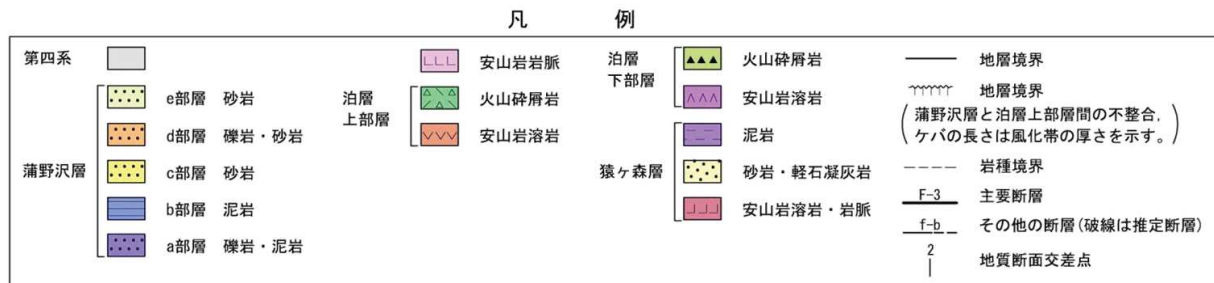 凡 例
第四系
蒲野沢層
e部層 砂岩
d部層 礫岩・砂岩
c部層 砂岩
b部層 泥岩
a部層 礫岩・泥岩
安山岩岩脈
泊層
上部層
火山砕屑岩
安山岩溶岩
泊層
下部層
火山砕屑岩
安山岩溶岩
猿ヶ森層
泥岩
砂岩・軽石凝灰岩
安山岩溶岩・岩脈
地層境界
地層境界
(蒲野沢層と泊層上部層間の不整合,
ケバの長さは風化帯の厚さを示す。)
岩種境界
F-3 主要断層
f-b その他の断層(破線は推定断層)
2 地質断面交差点